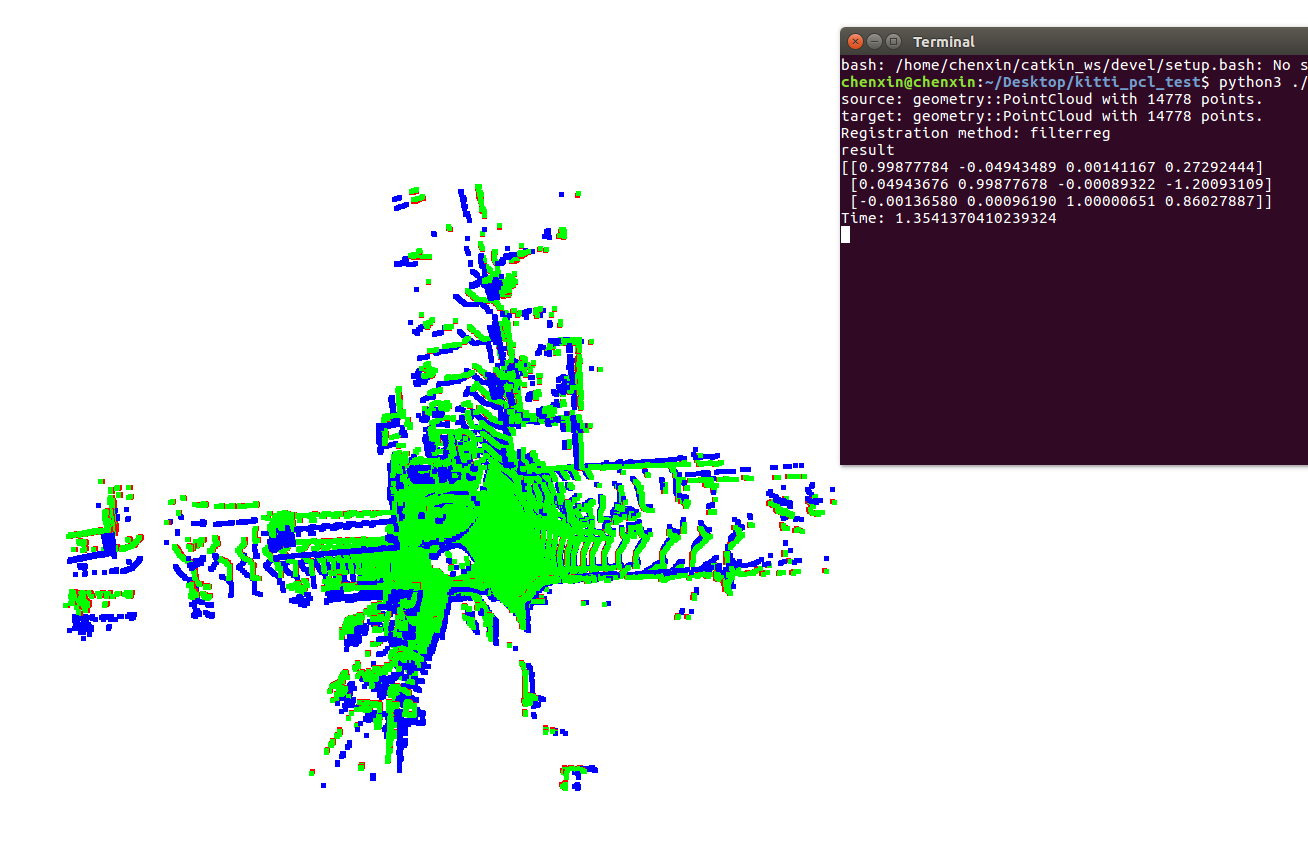 Terminal
bash: /home/chenxin/catkin_ws/devel/setup.bash: No s
chenxin@chenxin:~/Desktop/kitti_pcl_test$ python3 ./
source: geometry::PointCloud with 14778 points.
target: geometry::PointCloud with 14778 points.
Registration method: filterreg
result
[[0.99877784 -0.04943489 0.00141167 0.27292444]
[0.04943676 0.99877678 -0.00089322 -1.20093109]
[-0.00136580 0.00096190 1.00000651 0.86027887]]
Time: 1.3541370410239324